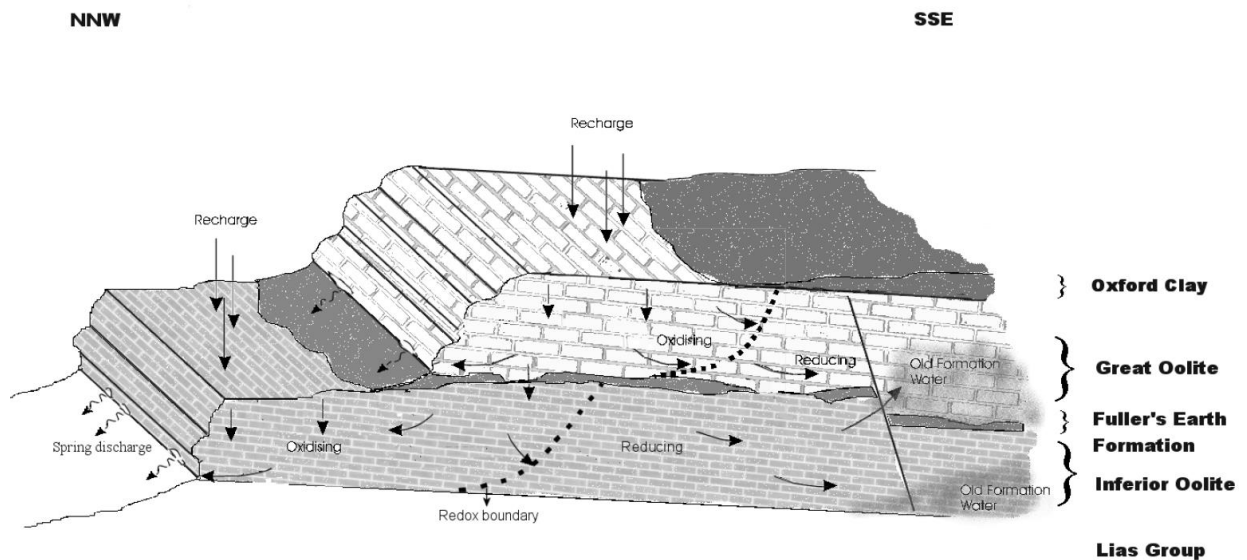 NNW
SSE
Recharge
Recharge
Oxford Clay
Oxidising
Reducing
Old Formation
Water
Great Oolite
Fuller's Earth
Formation
Spring discharge
Oxidising
Reducing
Old Formation
Water
Inferior Oolite
Redox boundary
Lias Group